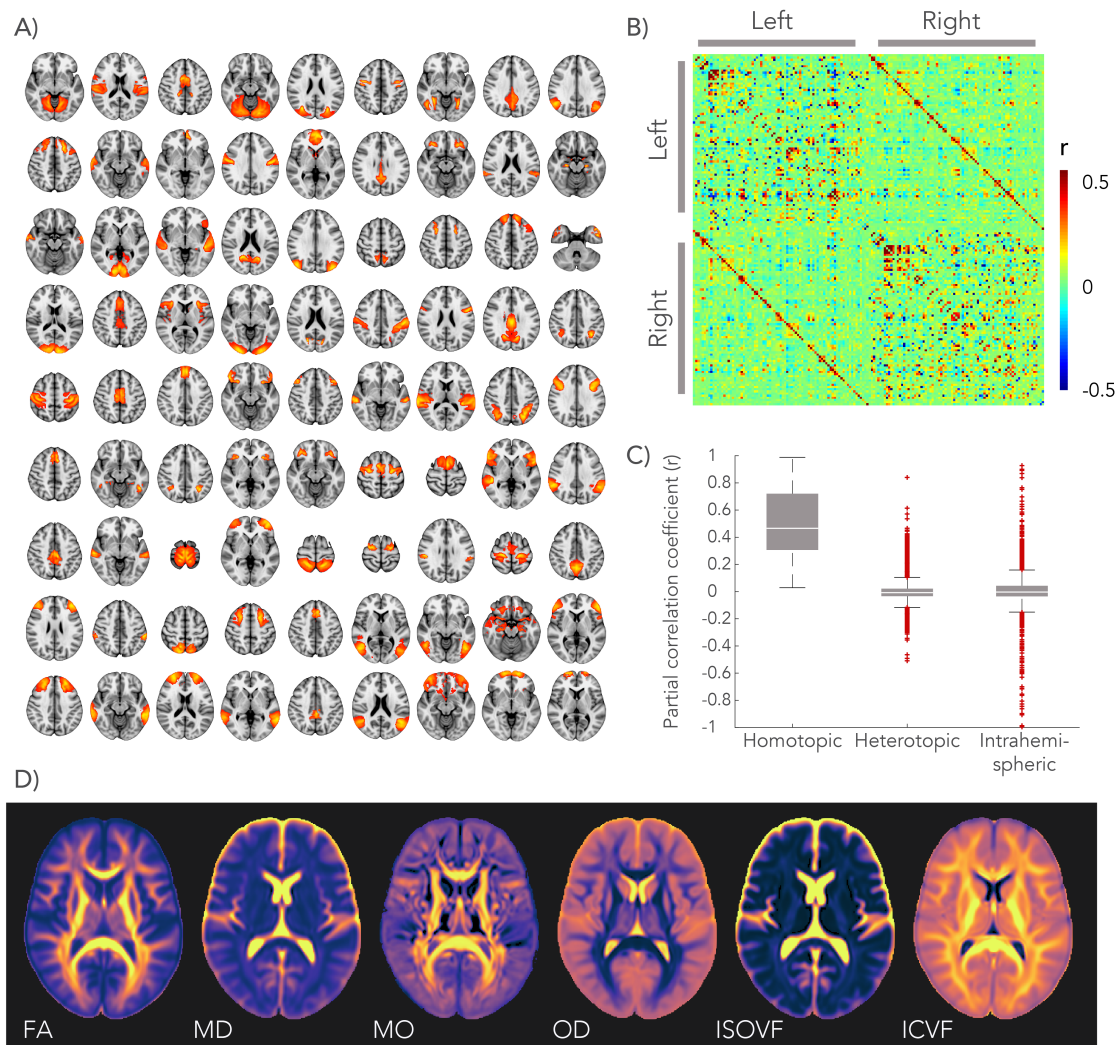 A)
B)
Left
Right
Left
Right
r
0.5
0
-0.5
C)
Partial correlation coefficient (r)
1
0.8
0.6
0.4
0.2
0
-0.2
-0.4
-0.6
-0.8
-1
Homotopic
Heterotopic
Intrahemi-
spheric
D)
FA
MD
MO
OD
ISOVF
ICVF